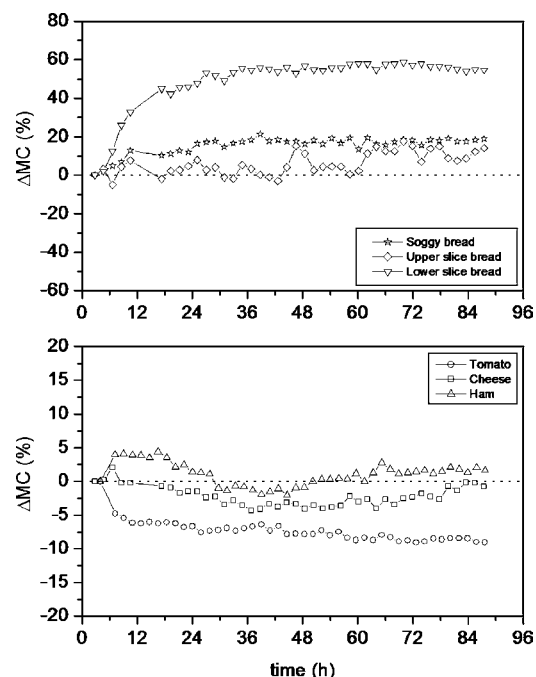 80
60
40
20
0
-20
-40
-60
ΔMC (%)
Soggy bread
Upper slice bread
Lower slice bread
0 12 24 36 48 60 72 84 96
20
15
10
5
0
-5
-10
-15
-20
ΔMC (%)
Tomato
Cheese
Ham
0 12 24 36 48 60 72 84 96
time (h)